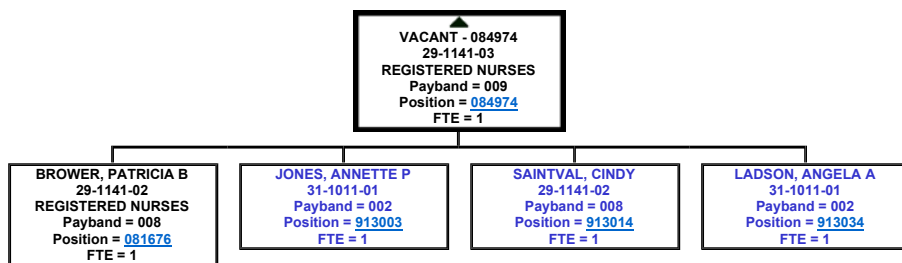 VACANT - 084974
29-1141-03
REGISTERED NURSES
Payband = 009
Position = 084974
FTE = 1
BROWER, PATRICIA B
29-1141-02
REGISTERED NURSES
Payband = 008
Position = 081676
FTE = 1
JONES, ANNETTE P
31-1011-01
Payband = 002
Position = 913003
FTE = 1
SAINTVAL, CINDY
29-1141-02
Payband = 008
Position = 913014
FTE = 1
LADSON, ANGELA A
31-1011-01
Payband = 002
Position = 913034
FTE = 1